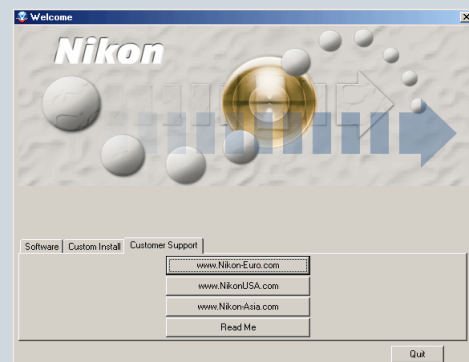 Welcome
Nikon
Software Custom Install Customer Support
www.Nikon-Euro.com
www.NikonUSA.com
www.Nikon-Asia.com
Read Me
Quit